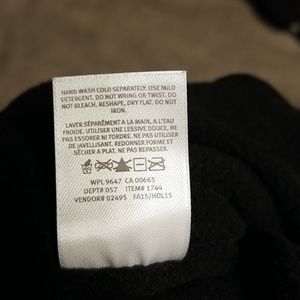 HAND WASH COLD SEPARATELY. USE MILD
DETERGENT. DO NOT WRING OR TWIST. DO
NOT BLEACH. RESHAPE, DRY FLAT. DO NOT
IRON.
LAVER SÉPARÉMENT A LA MAIN, A L'EAU
FROIDE. UTILISER UNE LESSIVE DOUCE, NE
PAS ESSORER NI TORDRE. NE PAS UTILISER
DE JAVELLISANT. REDONNER FORME ET
SÉCHER A PLAT. NE PAS REPASSER.
WPL 9647 CA 00665
DEPT# 057 ITEM# 1744
VENDOR# 02495 FA15/HOL15